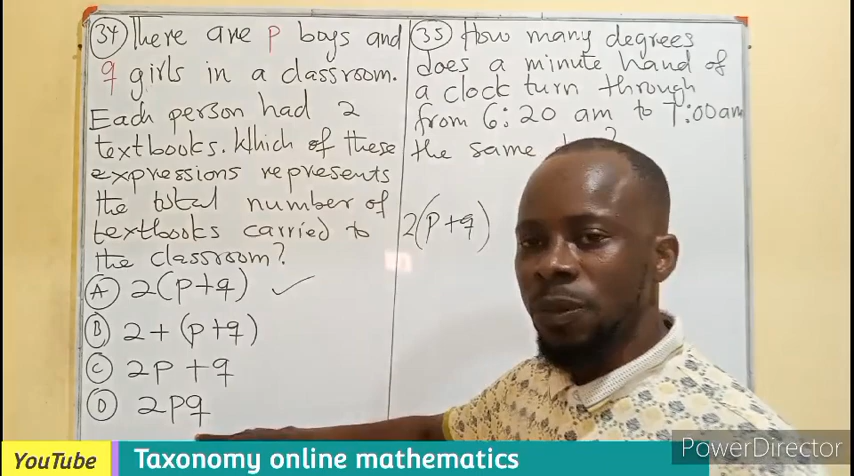 34 There are p boys and
q girls in a classroom.
Each person had 2
textbooks. Which of these
expressions represents
the total number of
textbooks carried to
the classroom?
A 2(p+q) ✓
B 2+(p+q)
C 2p+q
D 2pq
35 How many degrees
does a minute hand of
a clock turn through
from 6:20 am to 7:00am
the same
2(p+q)
YouTube Taxonomy online mathematics
PowerDirector